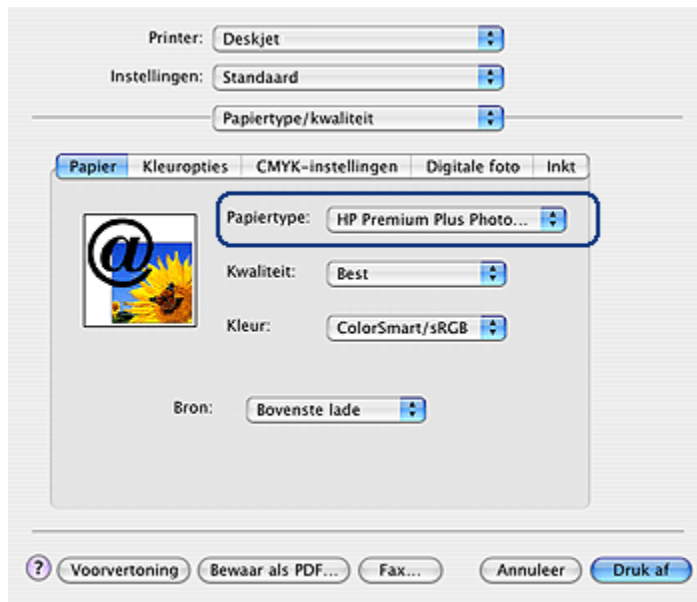 Printer: Deskjet
Instellingen: Standaard
Papiertype/kwaliteit
Papier Kleuropties CMYK-instellingen Digitale foto Inkt
@
Papiertype: HP Premium Plus Photo...
Kwaliteit: Best
Kleur: ColorSmart/sRGB
Bron: Bovenste lade
? Voorvertoning Bewaar als PDF... Fax... Annuleer Druk af